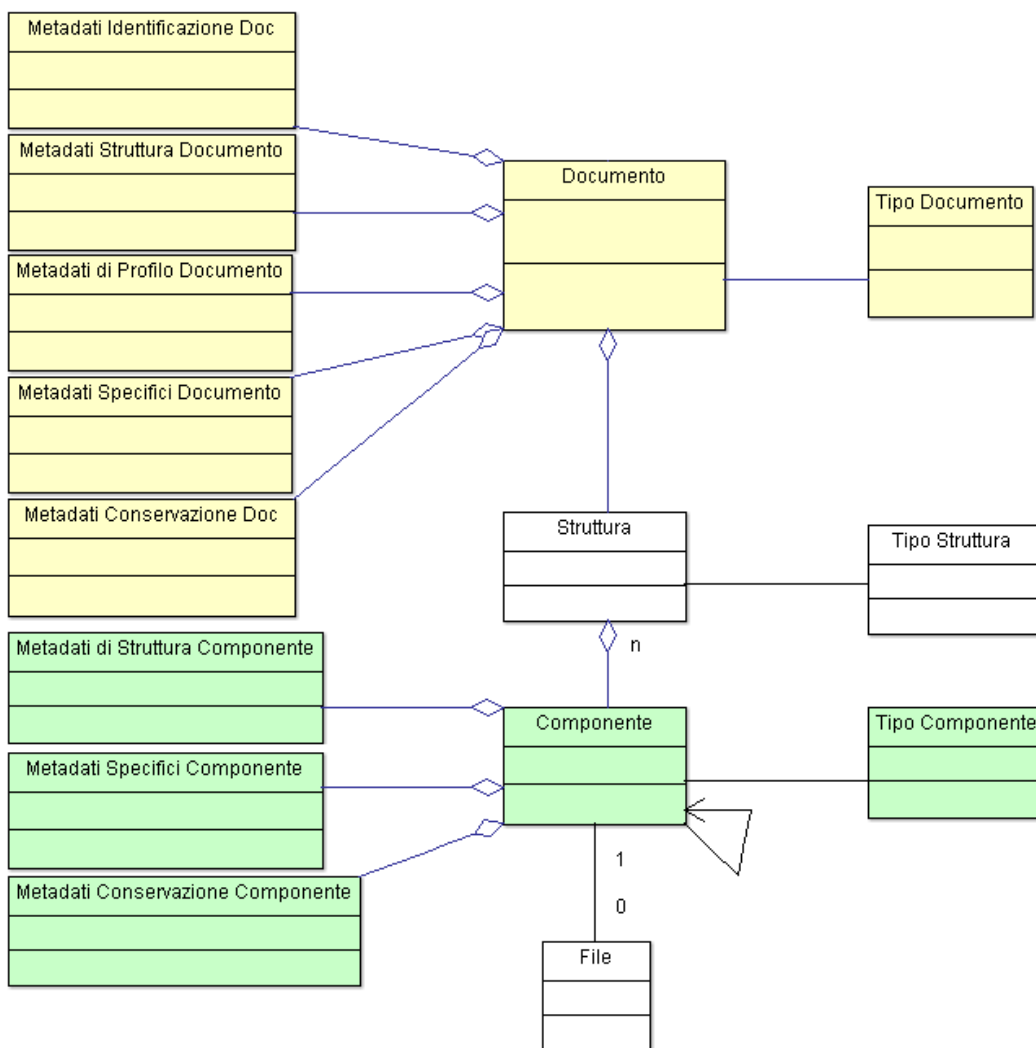 Metadati Identificazione Doc
Metadati Struttura Documento
Metadati di Profilo Documento
Metadati Specifici Documento
Metadati Conservazione Doc
Documento
Tipo Documento
Struttura
Tipo Struttura
n
Metadati di Struttura Componente
Metadati Specifici Componente
Metadati Conservazione Componente
Componente
Tipo Componente
1
0
File